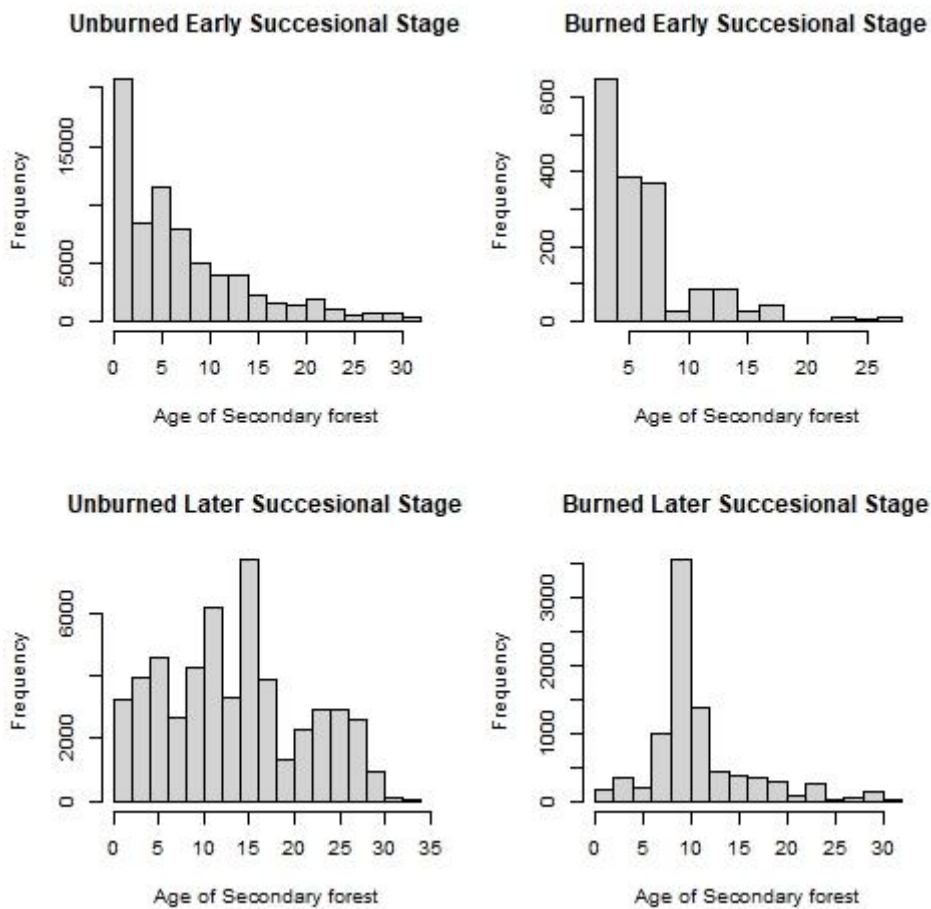 Unburned Early Succesional Stage
Frequency
0 5000 15000
0 5 10 15 20 25 30
Age of Secondary forest
Burned Early Succesional Stage
Frequency
0 200 400 600
5 10 15 20 25
Age of Secondary forest
Unburned Later Succesional Stage
Frequency
0 2000 6000
0 5 10 15 20 25 30 35
Age of Secondary forest
Burned Later Succesional Stage
Frequency
0 1000 2000 3000
0 5 10 15 20 25 30
Age of Secondary forest